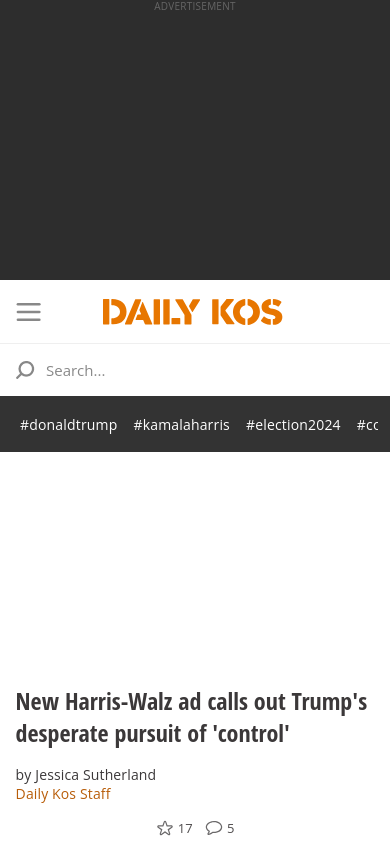 ADVERTISEMENT
DAILY KOS
Search...
#donaldtrump #kamalaharris #election2024
New Harris-Walz ad calls out Trump's
desperate pursuit of 'control'
by Jessica Sutherland
Daily Kos Staff
17 5